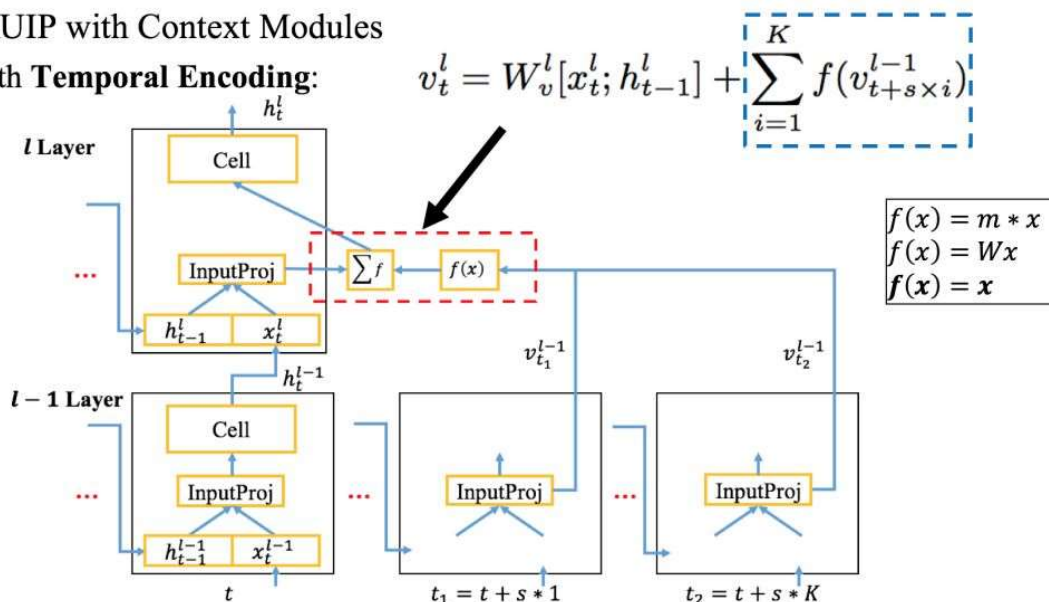 UIP with Context Modules
th Temporal Encoding:
v_t^l = W_v^l[x_t^l; h_{t-1}^l] + \sum_{i=1}^{K} f(v_{t+s×i}^{l-1})
h_t^l
l Layer
Cell
f(x) = m * x
f(x) = Wx
f(x) = x
...
InputProj
∑f
f(x)
h_{t-1}^l
x_t^l
v_{t_1}^{l-1}
v_{t_2}^{l-1}
h_t^{l-1}
l − 1 Layer
Cell
...
InputProj
...
InputProj
...
InputProj
h_{t-1}^{l-1}
x_t^{l-1}
t
t_1 = t + s * 1
t_2 = t + s * K